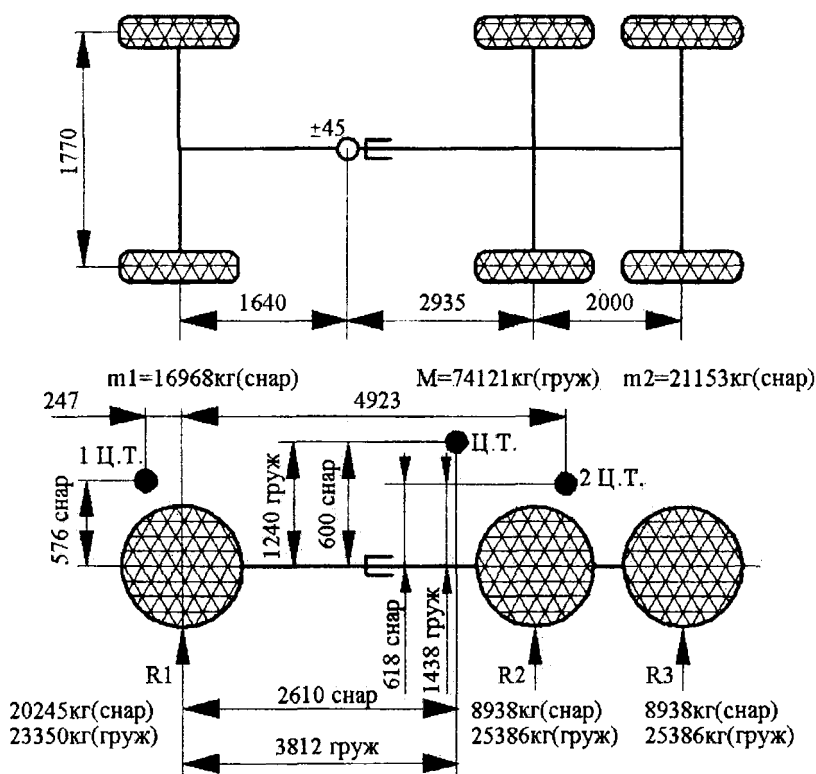 ±45
1770
1640
2935
2000
m1=16968кг(снар)
M=74121кг(груж)
m2=21153кг(снар)
247
4923
1 Ц.Т.
Ц.Т.
2 Ц.Т.
576 снар
1240 груж
600 снар
618 снар
1438 груж
R1
R2
R3
2610 снар
20245кг(снар)
8938кг(снар)
8938кг(снар)
23350кг(груж)
25386кг(груж)
25386кг(груж)
3812 груж